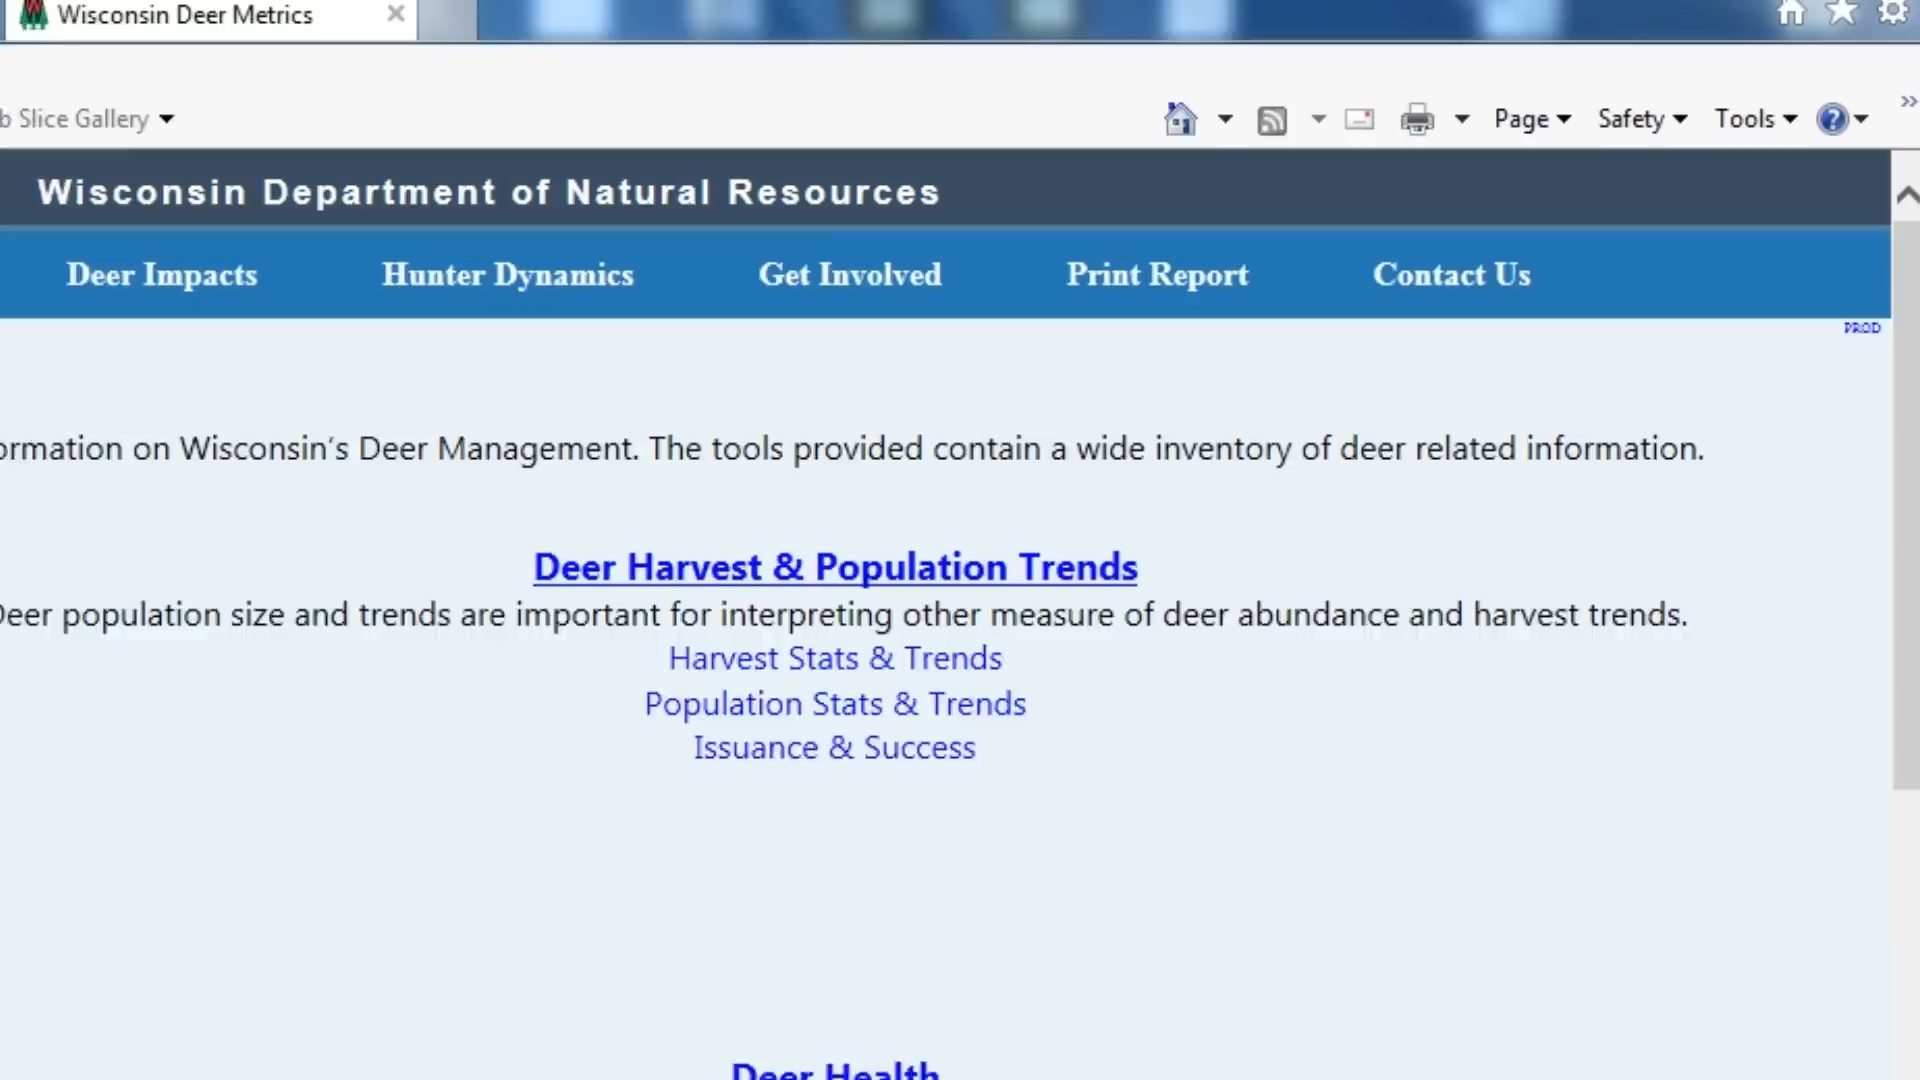 Wisconsin Deer Metrics
b Slice Gallery
Page Safety Tools
Wisconsin Department of Natural Resources
Deer Impacts Hunter Dynamics Get Involved Print Report Contact Us
PROD
ormation on Wisconsin's Deer Management. The tools provided contain a wide inventory of deer related information.
Deer Harvest & Population Trends
Deer population size and trends are important for interpreting other measure of deer abundance and harvest trends.
Harvest Stats & Trends
Population Stats & Trends
Issuance & Success
Deer Health